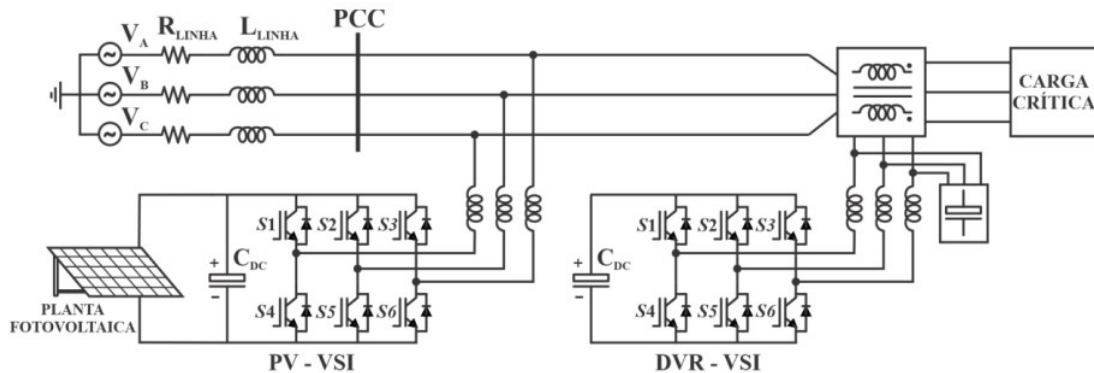 V_A R_LINHA L_LINHA PCC
V_B
V_C
CARGA
CRÍTICA
S1 S2 S3
S1 S2 S3
+
C_DC
−
+
C_DC
−
PLANTA
FOTOVOLTAICA
S4 S5 S6
S4 S5 S6
PV - VSI
DVR - VSI